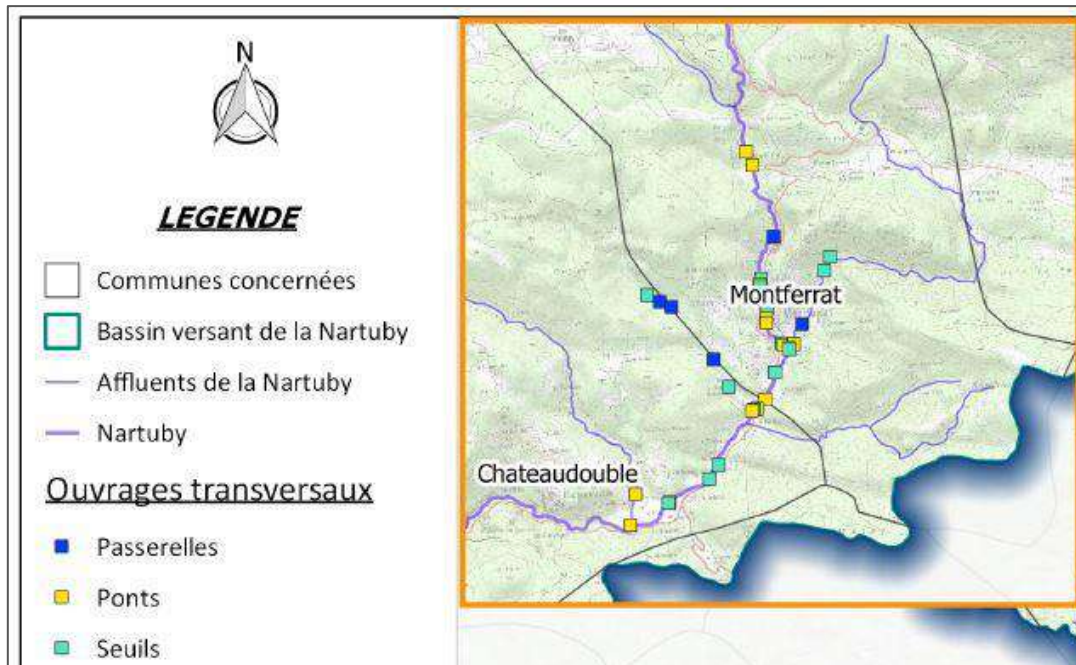 N
LEGENDE
Communes concernées
Bassin versant de la Nartuby
Affluents de la Nartuby
Nartuby
Ouvrages transversaux
Passerelles
Ponts
Seuils
Montferrat
Chateaudouble